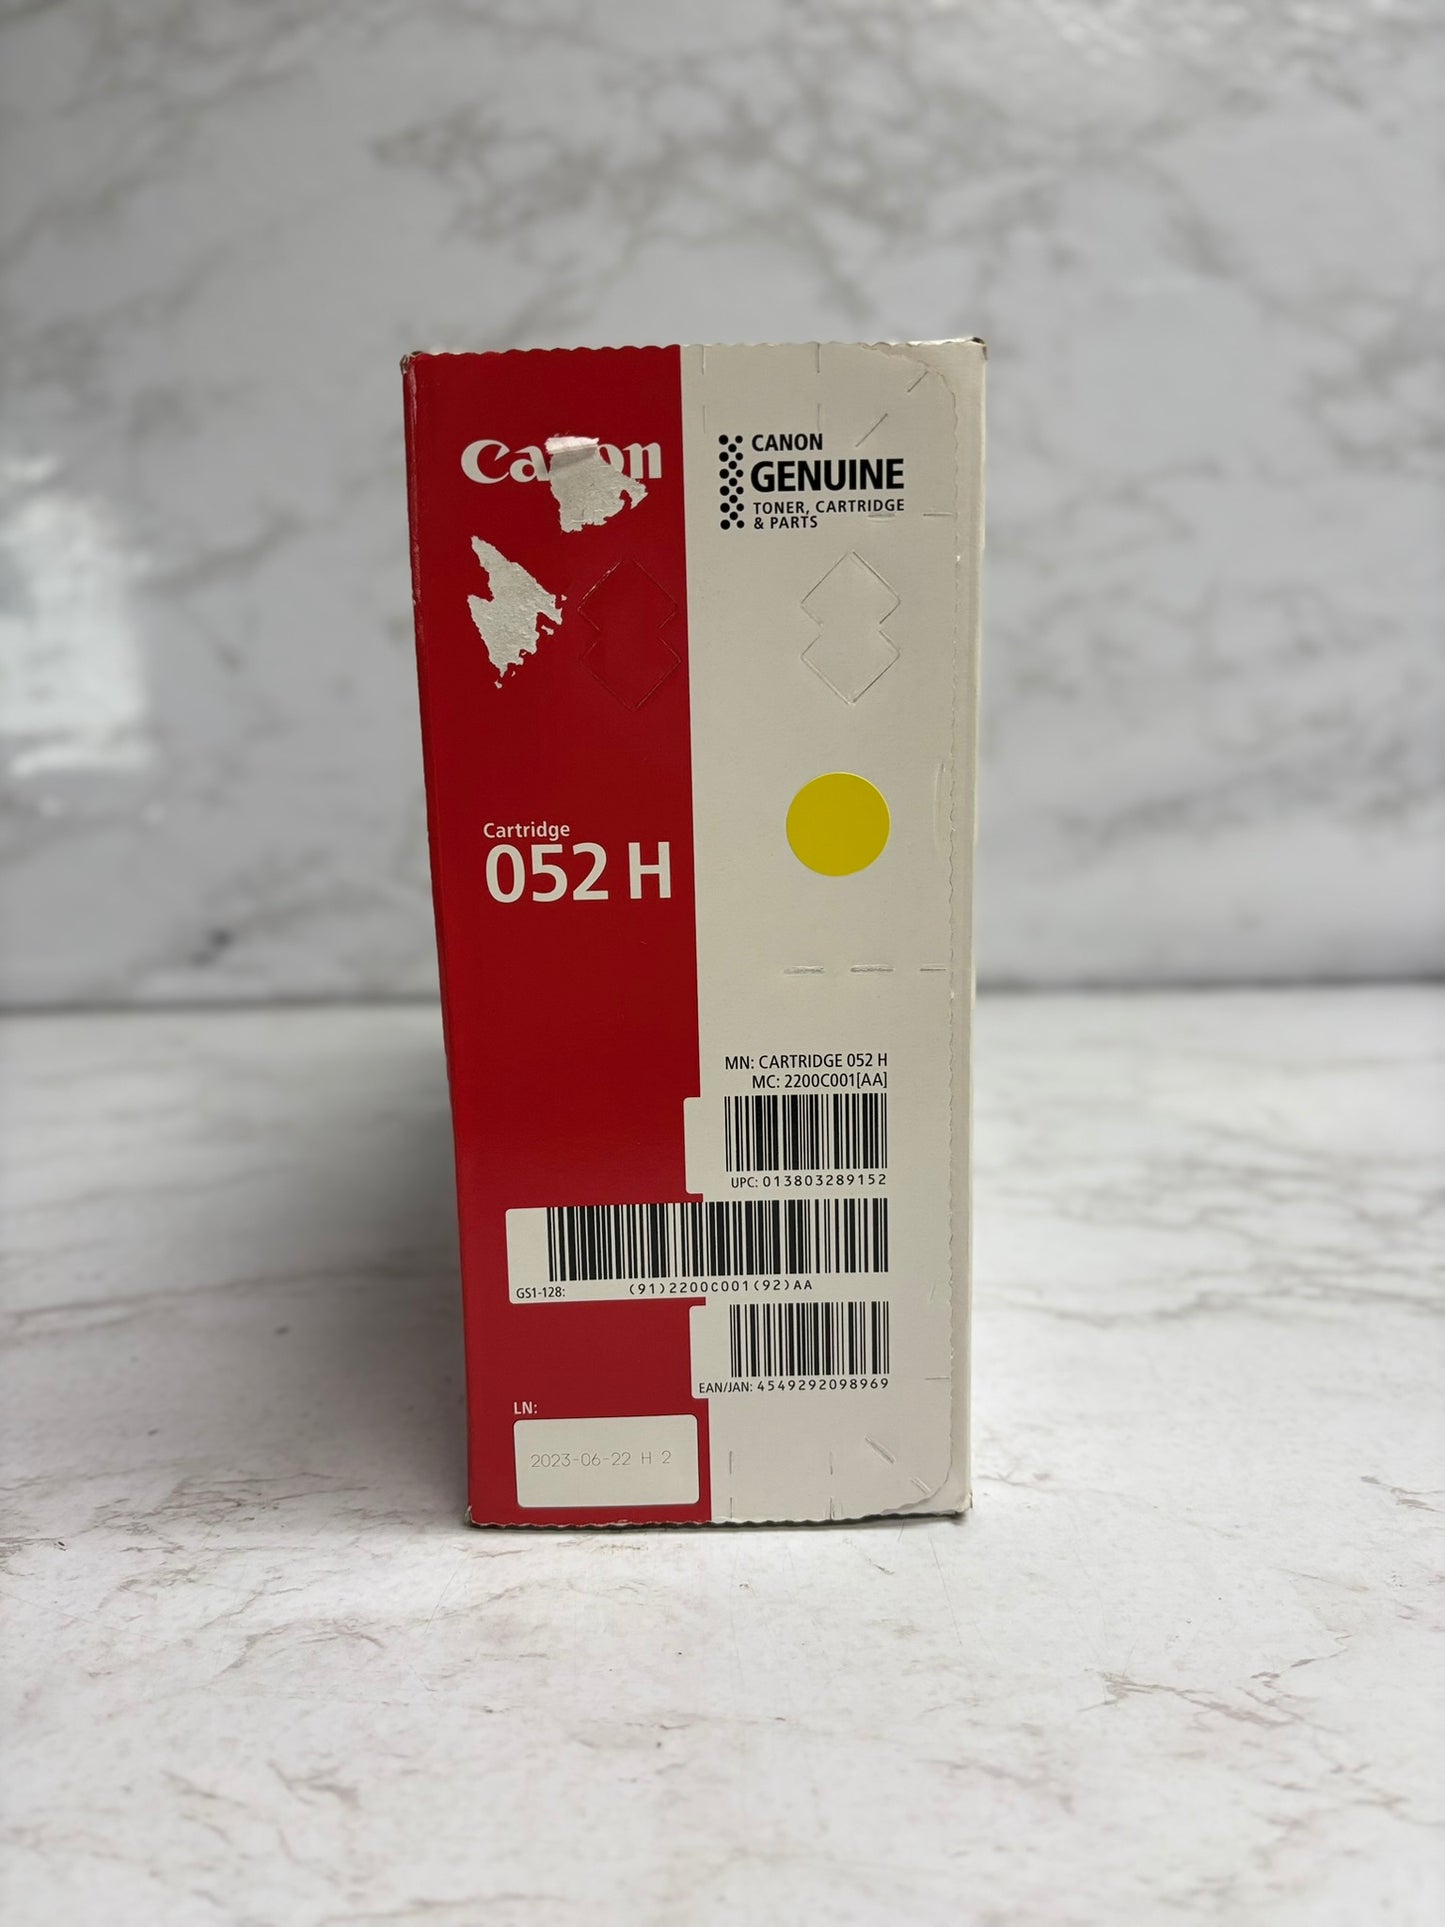 Canon
CANON
GENUINE
TONER, CARTRIDGE
& PARTS
Cartridge
052 H
MN: CARTRIDGE 052 H
MC: 2200C001[AA]
UPC: 013803289152
GS1-128: (91)2200C001(92)AA
EAN/JAN: 4549292098969
LN:
2023-06-22 H 2